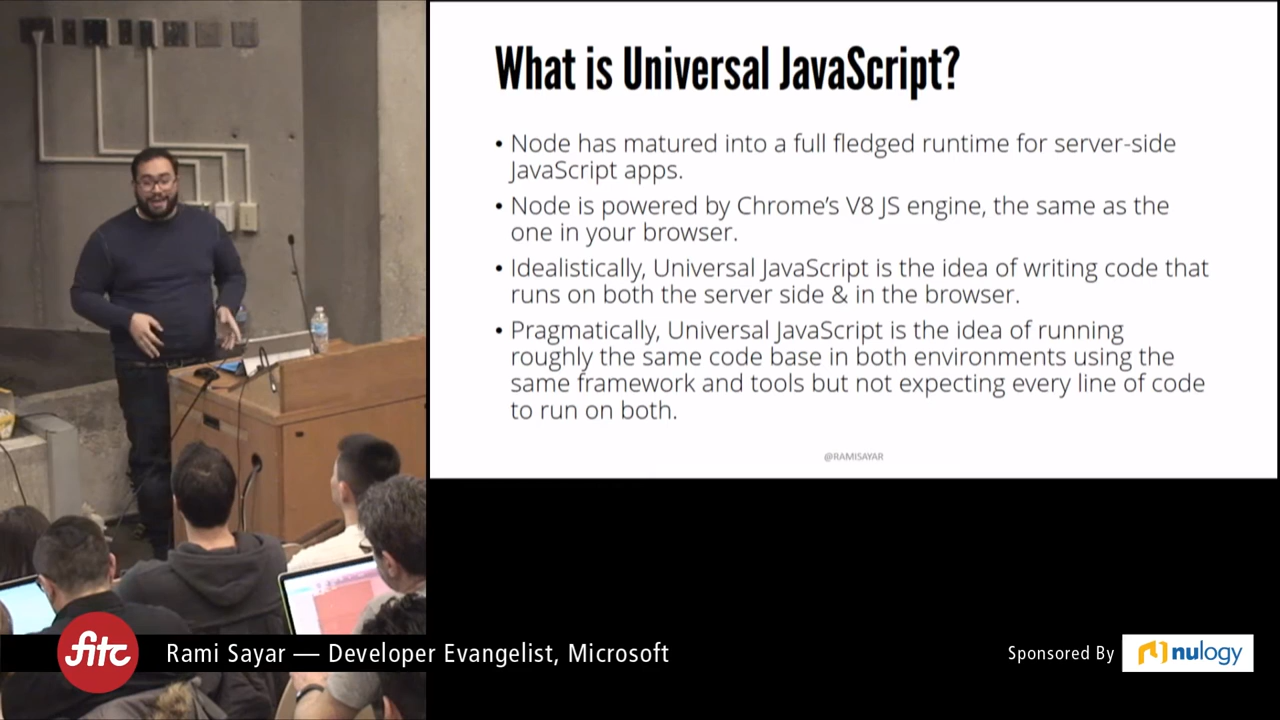 What is Universal JavaScript?
• Node has matured into a full fledged runtime for server-side
JavaScript apps.
• Node is powered by Chrome's V8 JS engine, the same as the
one in your browser.
• Idealistically, Universal JavaScript is the idea of writing code that
runs on both the server side & in the browser.
• Pragmatically, Universal JavaScript is the idea of running
roughly the same code base in both environments using the
same framework and tools but not expecting every line of code
to run on both.
@RAMISAYAR
fitc
Rami Sayar — Developer Evangelist, Microsoft
Sponsored By
nulogy